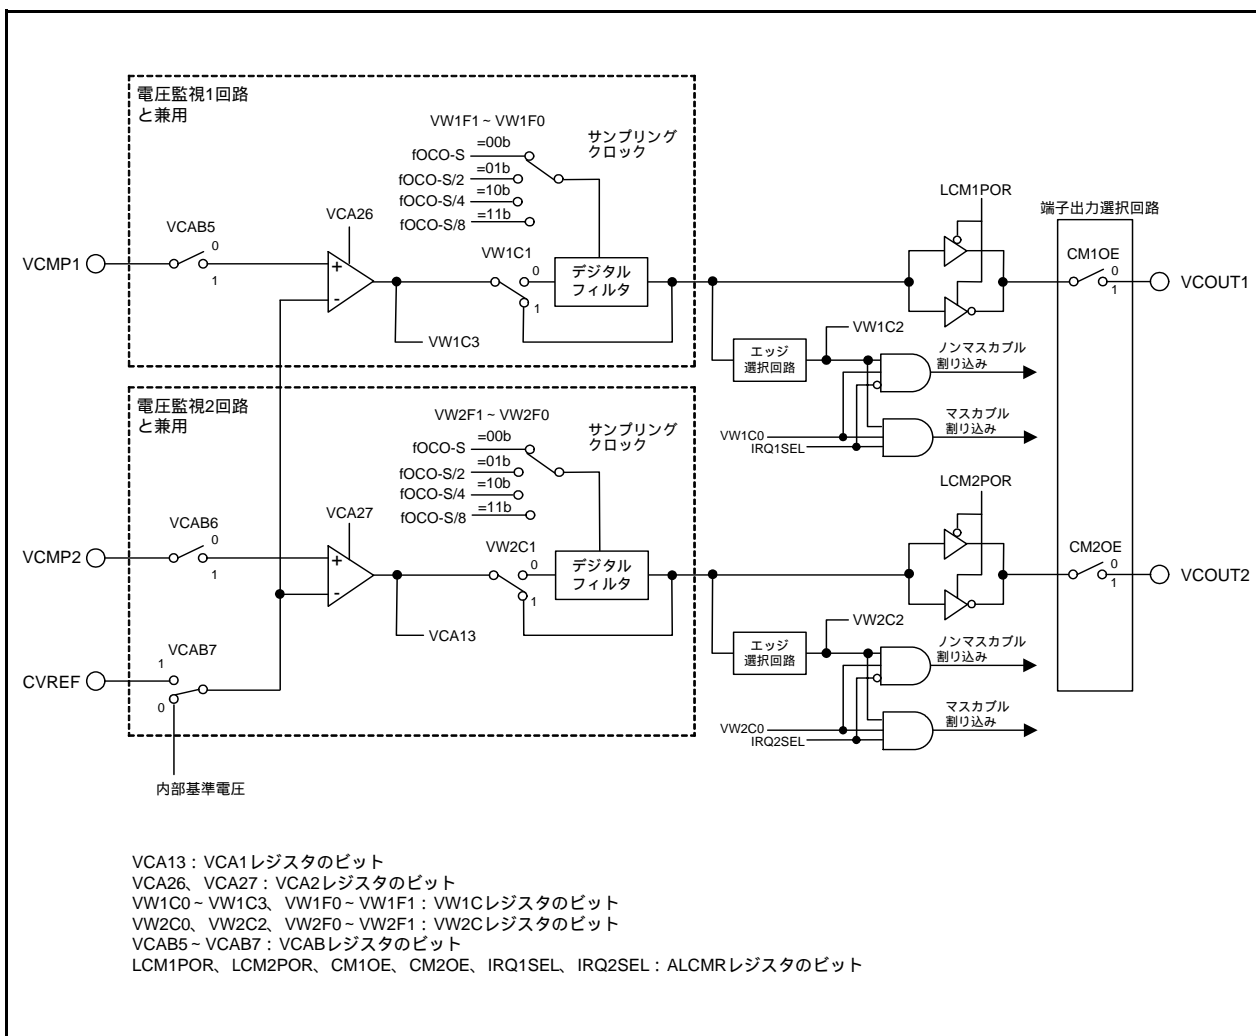 電圧監視1回路
と兼用
VW1F1～VW1F0
サンプリング
クロック
=00b
fOCO-S
=01b
fOCO-S/2
=10b
fOCO-S/4
=11b
fOCO-S/8
VCA26
VCAB5
0
1
VCMP1
+
-
VW1C1
0
1
デジタル
フィルタ
VW1C3
LCM1POR
端子出力選択回路
CM1OE
0
1
VCOUT1
VW1C2
エッジ
選択回路
ノンマスカブル
割り込み
マスカブル
割り込み
VW1C0
IRQ1SEL
電圧監視2回路
と兼用
VW2F1～VW2F0
サンプリング
クロック
=00b
fOCO-S
=01b
fOCO-S/2
=10b
fOCO-S/4
=11b
fOCO-S/8
VCA27
VCAB6
0
1
VCMP2
+
-
VW2C1
0
1
デジタル
フィルタ
VCA13
LCM2POR
CM2OE
0
1
VCOUT2
VW2C2
エッジ
選択回路
ノンマスカブル
割り込み
マスカブル
割り込み
VW2C0
IRQ2SEL
VCAB7
1
0
CVREF
内部基準電圧
VCA13：VCA1レジスタのビット
VCA26、VCA27：VCA2レジスタのビット
VW1C0～VW1C3、VW1F0～VW1F1：VW1Cレジスタのビット
VW2C0、VW2C2、VW2F0～VW2F1：VW2Cレジスタのビット
VCAB5～VCAB7：VCABレジスタのビット
LCM1POR、LCM2POR、CM1OE、CM2OE、IRQ1SEL、IRQ2SEL：ALCMRレジスタのビット